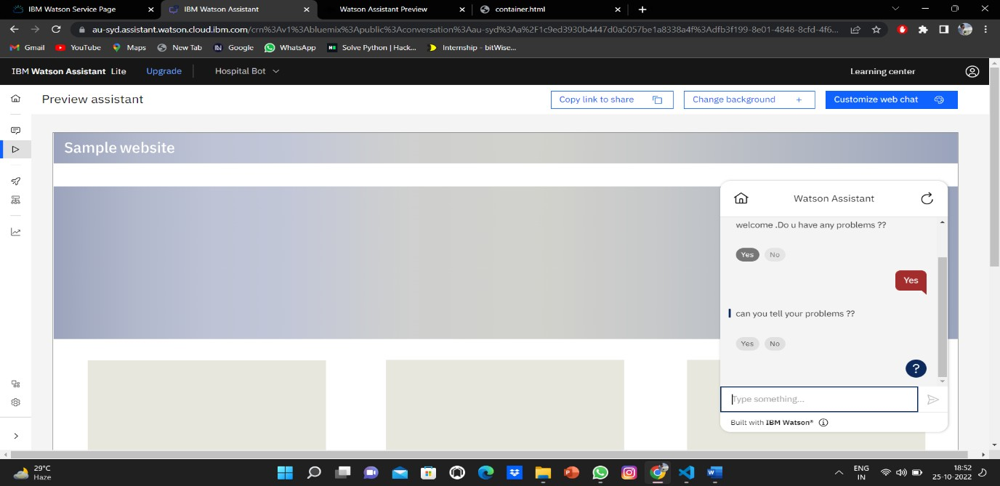 IBM Watson Service Page
IBM Watson Assistant
Watson Assistant Preview
container.html
au-syd.assistant.watson.cloud.ibm.com/crn%3Av1%3Abluemix%3Apublic%3Aconversation%3Aau-syd%3Aa%2F1c9ed3930b4447d0a5057be1a8338a4f%3Adfb3f199-8e01-4848-8cfd-4f6...
Gmail
YouTube
Maps
New Tab
Google
WhatsApp
Solve Python | Hack...
Internship - bitWise...
IBM Watson Assistant Lite
Upgrade
Hospital Bot
Learning center
Preview assistant
Copy link to share
Change background +
Customize web chat
Sample website
Watson Assistant
welcome .Do u have any problems ??
Yes No
Yes
can you tell your problems ??
Yes No
?
Type something...
Built with IBM Watson®
29°C
Haze
ENG
IN
18:52
25-10-2022